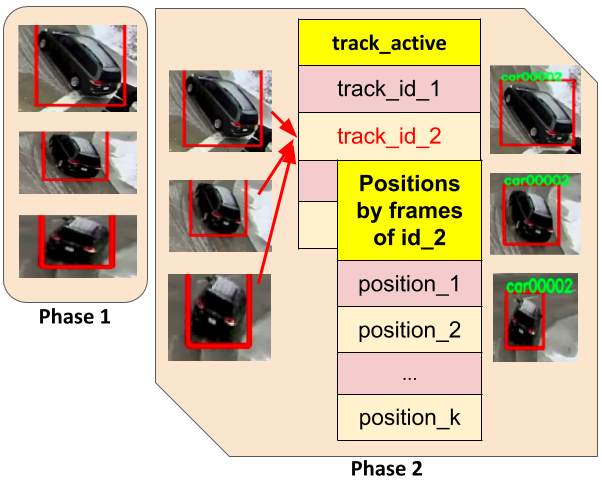 track_active
track_id_1
track_id_2
Positions
by frames
of id_2
position_1
position_2
...
position_k
car00002
car00002
car00002
Phase 1
Phase 2